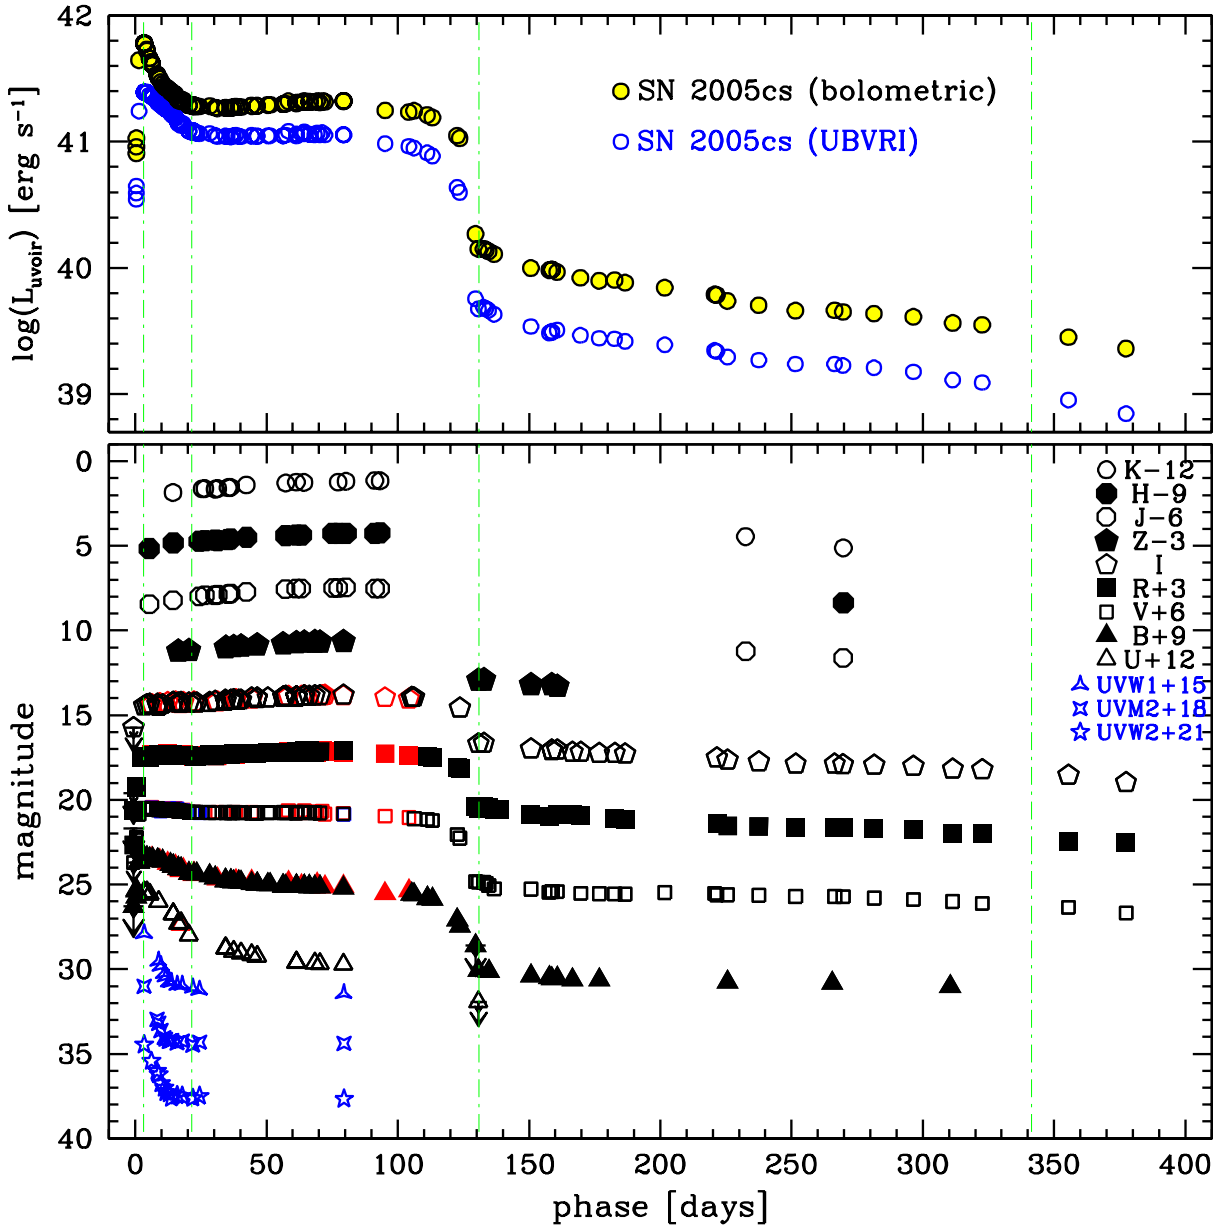 42
41
40
39
log(L_uvoir) [erg s⁻¹]
SN 2005cs (bolometric)
SN 2005cs (UBVRI)
0
5
10
15
20
25
30
35
40
magnitude
K−12
H−9
J−6
Z−3
I
R+3
V+6
B+9
U+12
UVW1+15
UVM2+18
UVW2+21
0 50 100 150 200 250 300 350 400
phase [days]